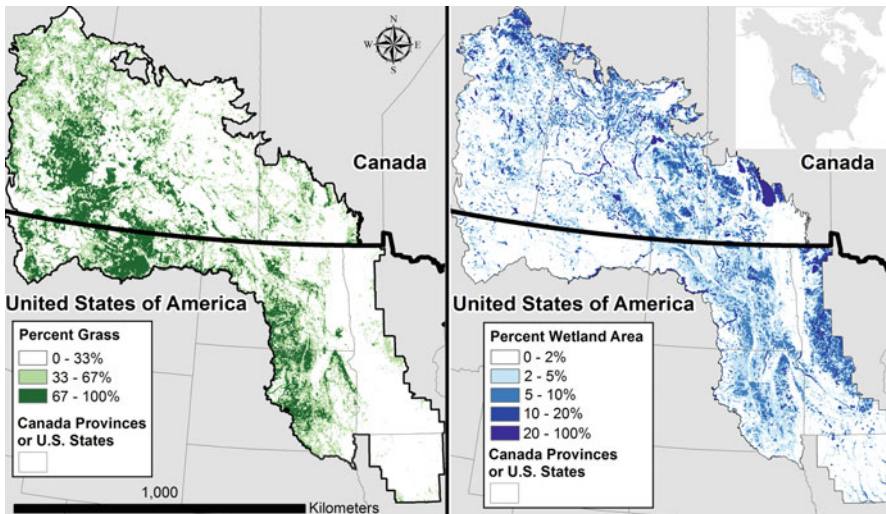 N
W E
S
Canada
United States of America
Percent Grass
0 - 33%
33 - 67%
67 - 100%
Canada Provinces
or U.S. States
1,000
Kilometers
Canada
United States of America
Percent Wetland Area
0 - 2%
2 - 5%
5 - 10%
10 - 20%
20 - 100%
Canada Provinces
or U.S. States